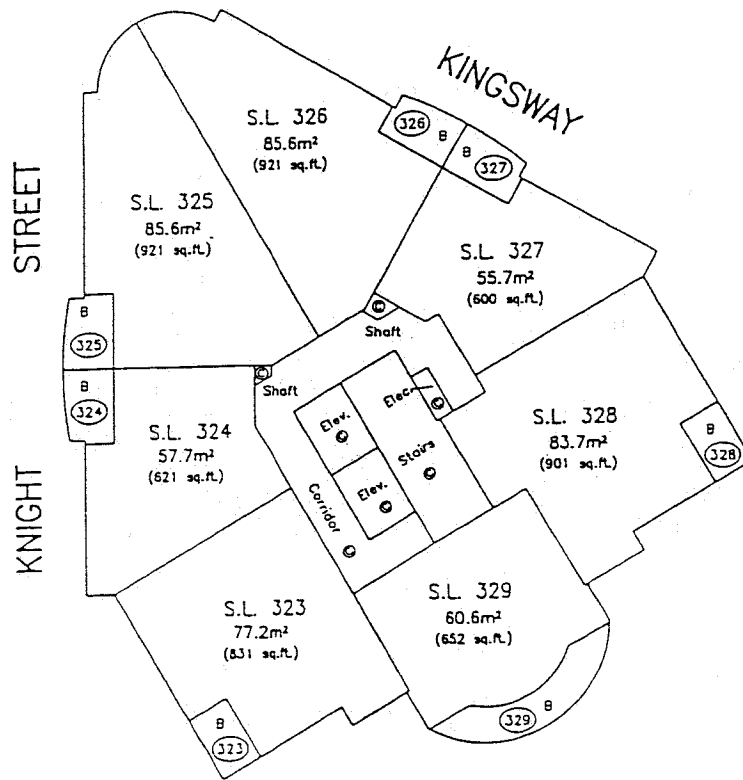 KINGSWAY
KNIGHT STREET
S.L. 326
85.6m²
(921 sq.ft.)
326
B
B
327
S.L. 325
85.6m²
(921 sq.ft.)
S.L. 327
55.7m²
(600 sq.ft.)
B
325
Shaft
C
B
324
C
Shaft
S.L. 324
57.7m²
(621 sq.ft.)
Elev.
C
Elec.
C
Stairs
C
Elev.
C
Corridor
C
S.L. 328
83.7m²
(901 sq.ft.)
B
328
S.L. 323
77.2m²
(831 sq.ft.)
S.L. 329
60.6m²
(652 sq.ft.)
B
323
329
B